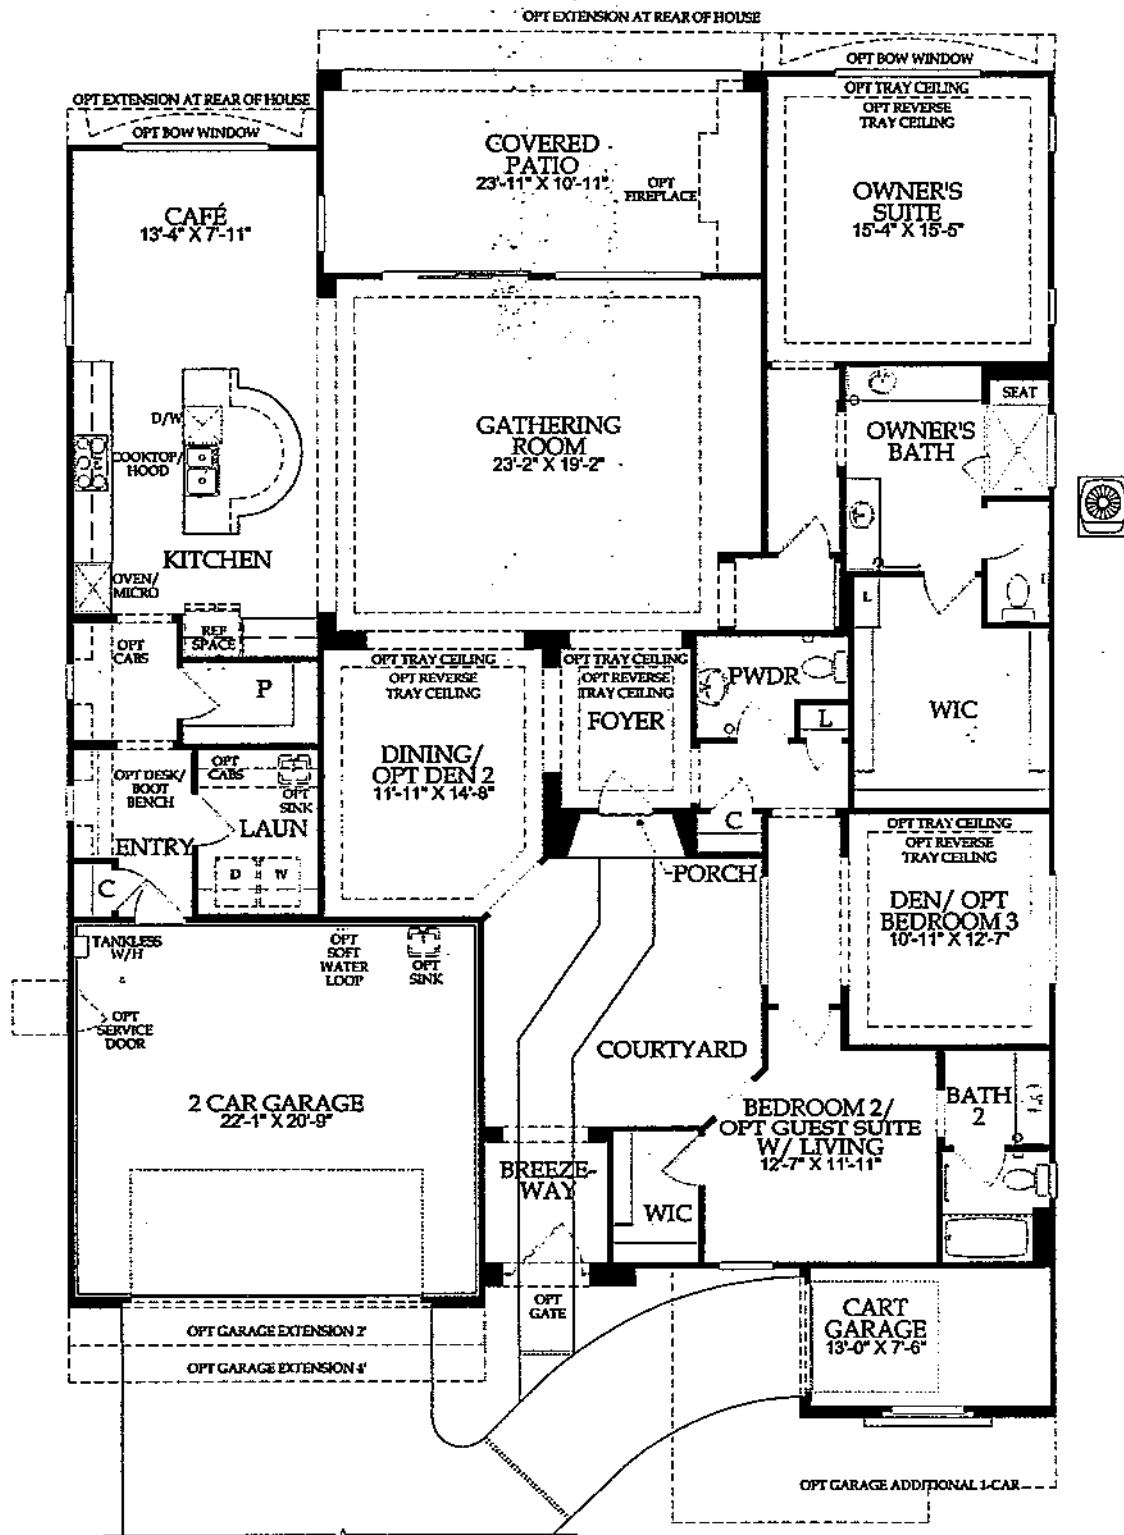 OPT EXTENSION AT REAR OF HOUSE
OPT BOW WINDOW
OPT TRAY CEILING
OPT REVERSE
TRAY CEILING
OPT EXTENSION AT REAR OF HOUSE
OPT BOW WINDOW
COVERED
PATIO
23'-11" X 10'-11"
OPT
FIREPLACE
OWNER'S
SUITE
15'-4" X 15'-5"
CAFÉ
13'-4" X 7'-11"
D/W
COOKTOP/
HOOD
GATHERING
ROOM
23'-2" X 19'-2"
SEAT
OWNER'S
BATH
KITCHEN
OVEN/
MICRO
REF
SPACE
L
OPT
CABS
P
OPT TRAY CEILING
OPT REVERSE
TRAY CEILING
OPT TRAY CEILING
OPT REVERSE
TRAY CEILING
FOYER
PWDR
L
WIC
DINING/
OPT DEN 2
11'-11" X 14'-8"
OPT DESK/
BOOT
BENCH
OPT
CABS
OPT
SINK
LAUN
ENTRY
D
W
C
C
PORCH
OPT TRAY CEILING
OPT REVERSE
TRAY CEILING
DEN/ OPT
BEDROOM 3
10'-11" X 12'-7"
TANKLESS
W/H
OPT
SOFT
WATER
LOOP
OPT
SINK
OPT
SERVICE
DOOR
COURTYARD
2 CAR GARAGE
22'-1" X 20'-9"
BEDROOM 2/
OPT GUEST SUITE
W/ LIVING
12'-7" X 11'-11"
BATH
2
BREEZE-
WAY
WIC
OPT
GATE
CART
GARAGE
13'-0" X 7'-6"
OPT GARAGE EXTENSION 2'
OPT GARAGE EXTENSION 4'
OPT GARAGE ADDITIONAL 1-CAR